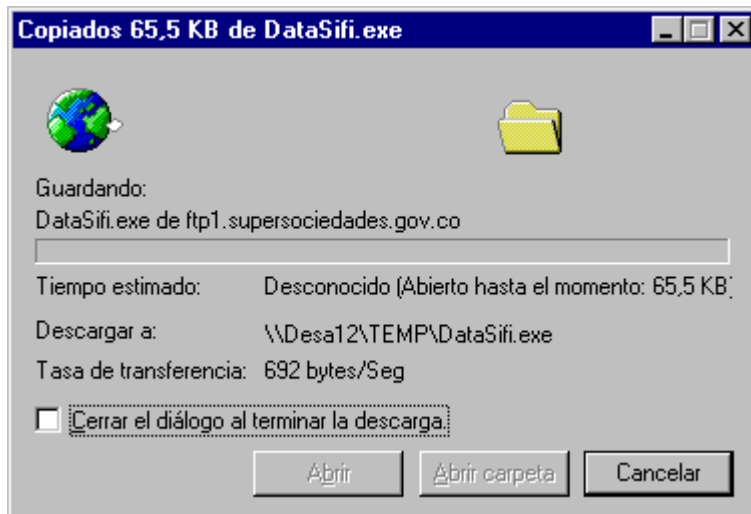 Copiados 65,5 KB de DataSifi.exe
Guardando:
DataSifi.exe de ftp1.supersociedades.gov.co
Tiempo estimado: Desconocido (Abierto hasta el momento: 65,5 KB)
Descargar a: \\Desa12\TEMP\DataSifi.exe
Tasa de transferencia: 692 bytes/Seg
Cerrar el diálogo al terminar la descarga.
Abrir Abrir carpeta Cancelar